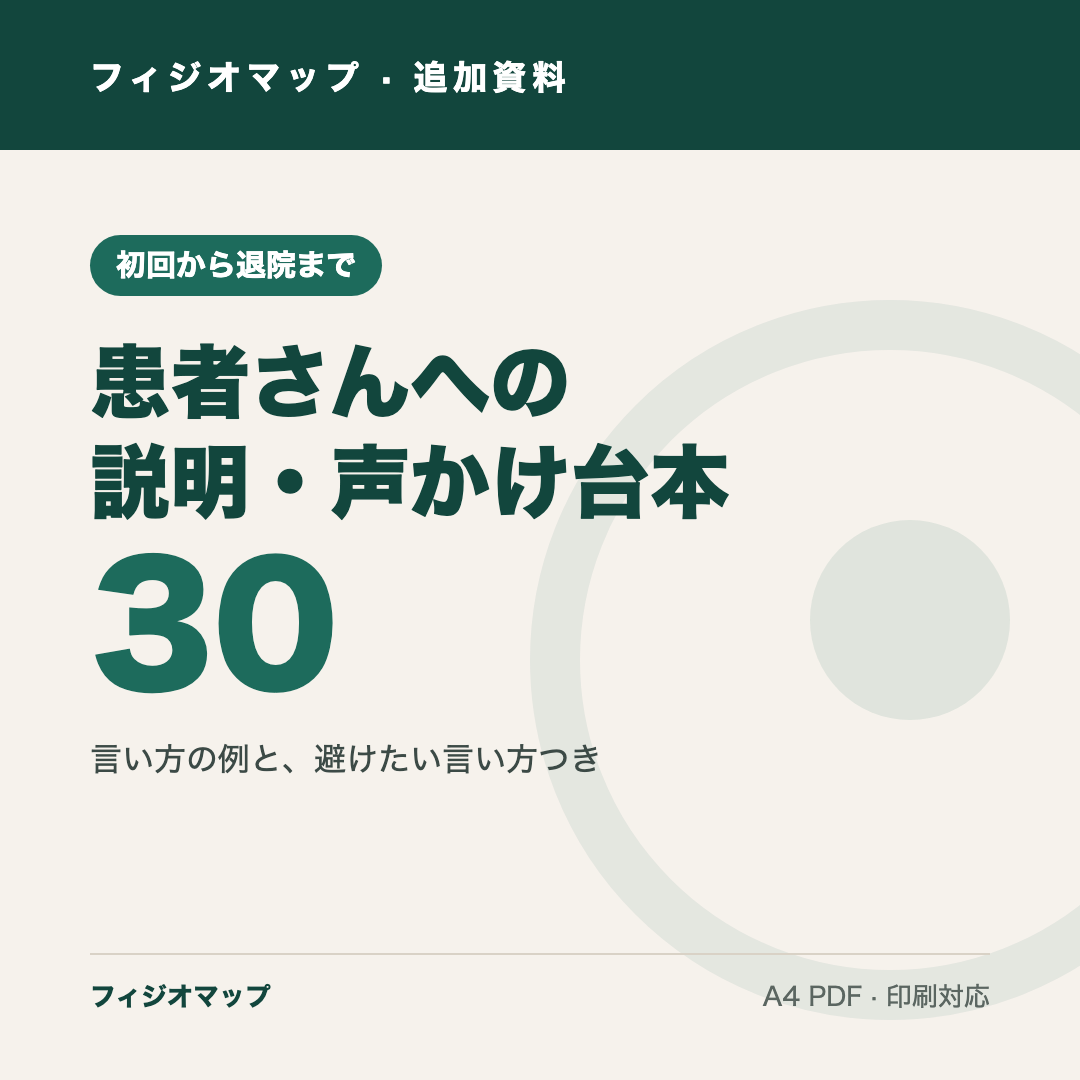 フィジオマップ · 追加資料
初回から退院まで
患者さんへの
説明・声かけ台本
30
言い方の例と、避けたい言い方つき
フィジオマップ
A4 PDF · 印刷対応